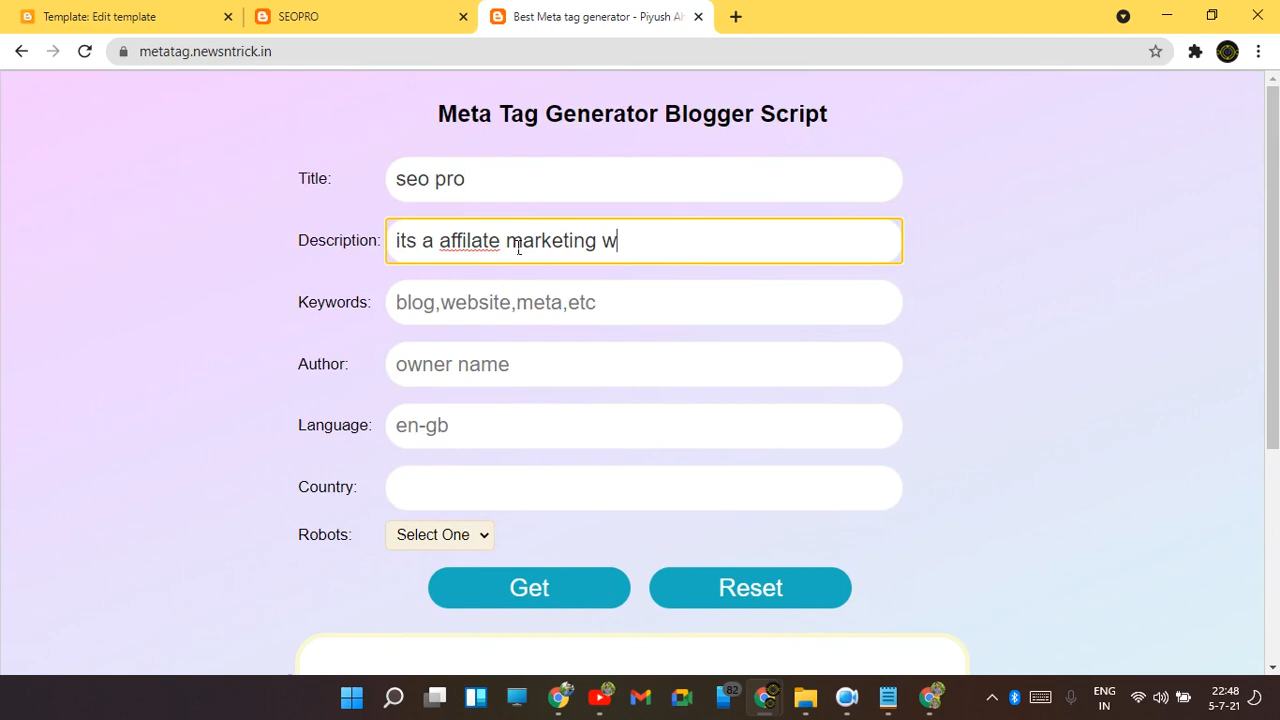 Template: Edit template
SEOPRO
Best Meta tag generator - Piyush Ah
metatag.newsntrick.in
Meta Tag Generator Blogger Script
Title: seo pro
Description: its a affilate marketing w
Keywords: blog,website,meta,etc
Author: owner name
Language: en-gb
Country:
Robots: Select One
Get Reset
82
ENG 22:48
IN 5-7-21